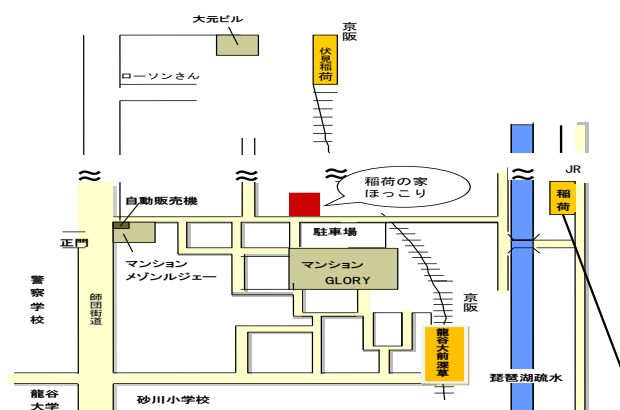 大元ビル
京阪
伏見稲荷
ローソンさん
JR
稲荷
稲荷の家
ほっこり
自動販売機
正門
駐車場
マンション
メゾンルジェー
マンション
GLORY
警察学校
師団街道
京阪
龍谷大前深草
琵琶湖疏水
龍谷大学
砂川小学校